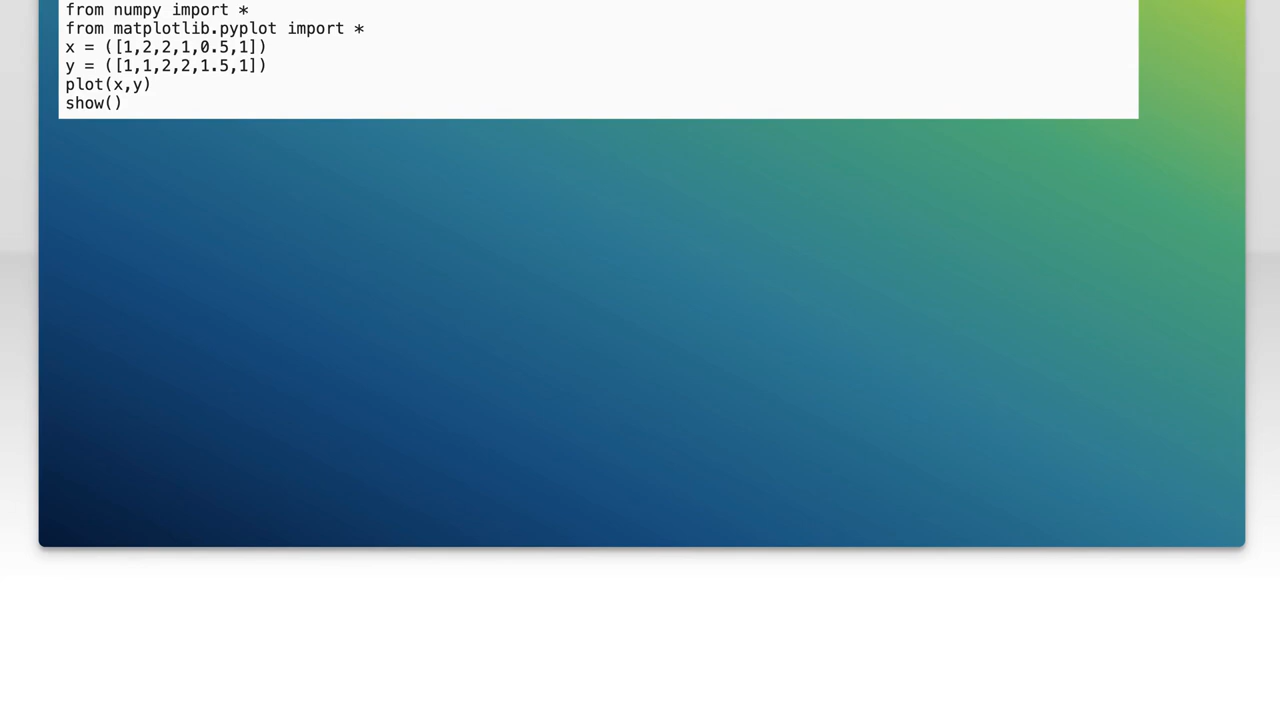 from numpy import *
from matplotlib.pyplot import *
x = ([1,2,2,1,0.5,1])
y = ([1,1,2,2,1.5,1])
plot(x,y)
show()